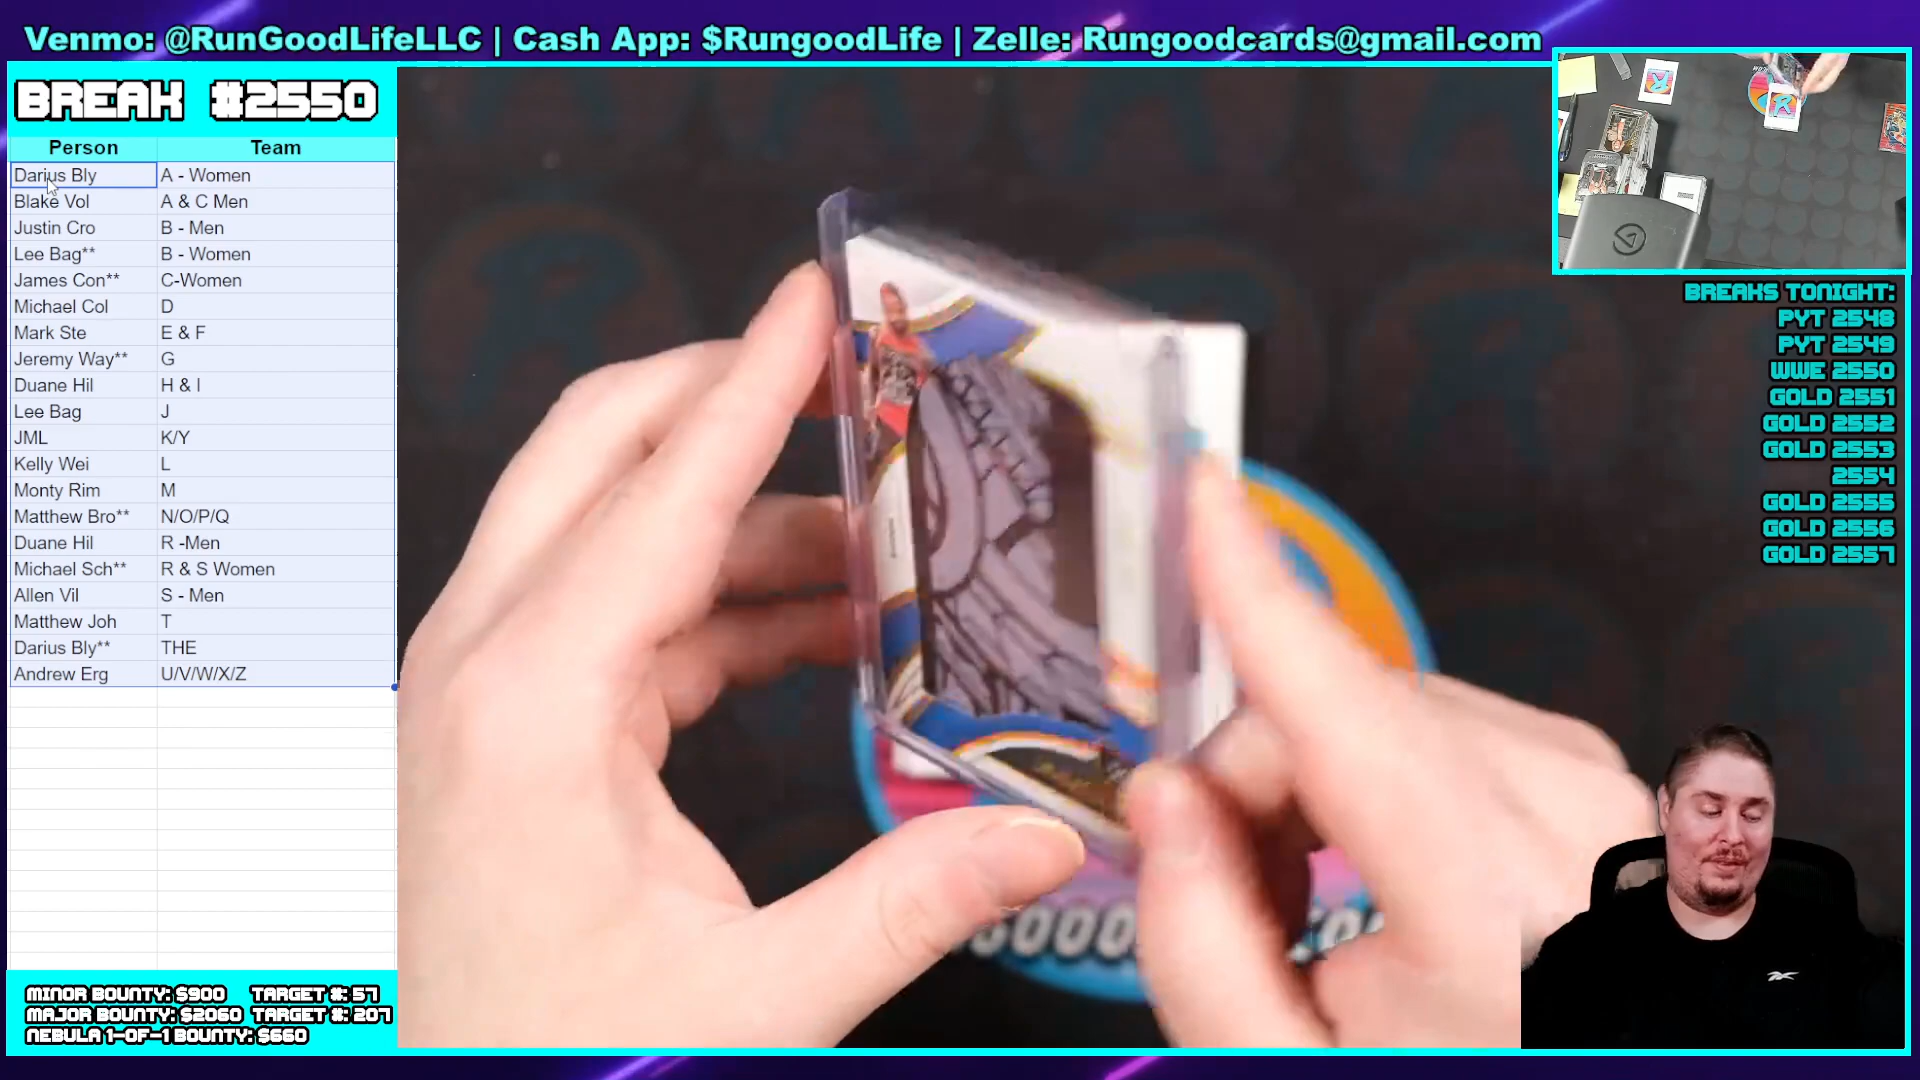 Venmo: @RunGoodLifeLLC | Cash App: $RungoodLife | Zelle: Rungoodcards@gmail.com
BREAK #2550
Person Team
Darius Bly A - Women
Blake Vol A & C Men
Justin Cro B - Men
Lee Bag** B - Women
James Con** C-Women
Michael Col D
Mark Ste E & F
Jeremy Way** G
Duane Hil H & I
Lee Bag J
JML K/Y
Kelly Wei L
Monty Rim M
Matthew Bro** N/O/P/Q
Duane Hil R -Men
Michael Sch** R & S Women
Allen Vil S - Men
Matthew Joh T
Darius Bly** THE
Andrew Erg U/V/W/X/Z
MINOR BOUNTY: $900 TARGET #: 57
MAJOR BOUNTY: $2060 TARGET #: 207
NEBULA 1-OF-1 BOUNTY: $660
BREAKS TONIGHT:
PYT 2548
PYT 2549
WWE 2550
GOLD 2551
GOLD 2552
GOLD 2553
2554
GOLD 2555
GOLD 2556
GOLD 2557